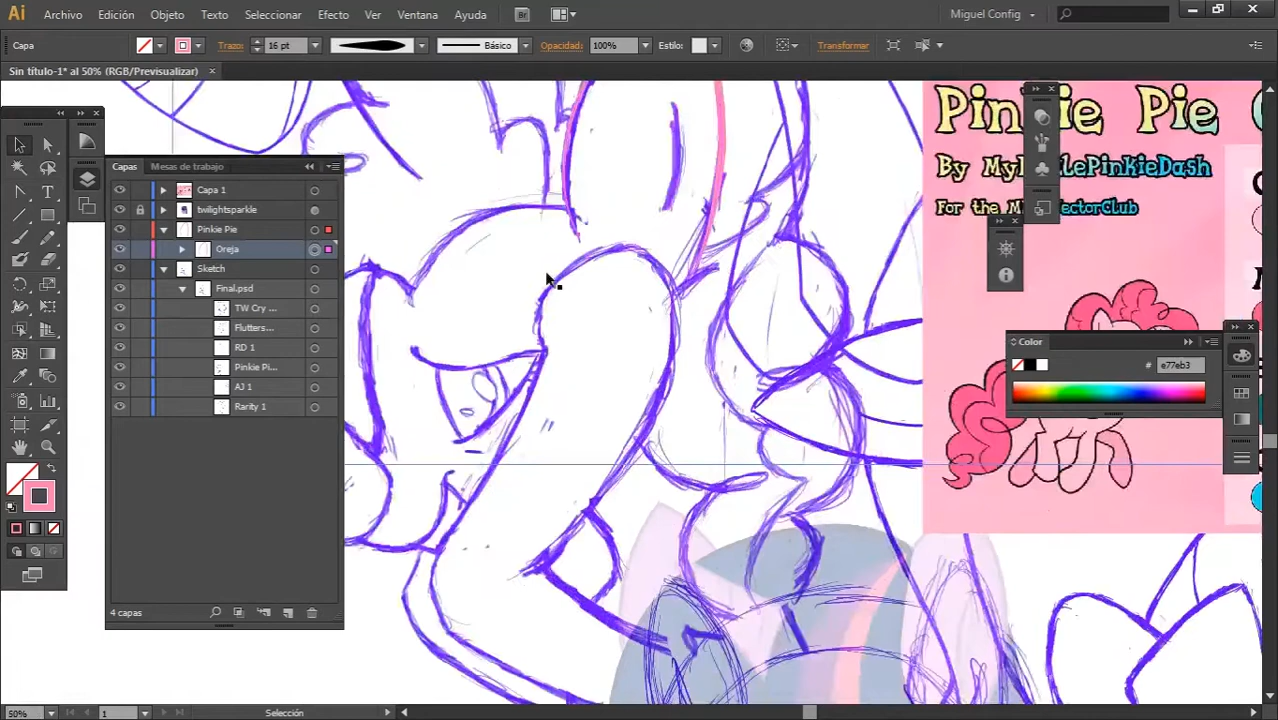 Ai Archivo Edición Objeto Texto Seleccionar Efecto Ver Ventana Ayuda Br Miguel Config
Capa Trazo: 16 pt Básico Opacidad: 100% Estilo: Transformar
Sin título-1* al 50% (RGB/Previsualizar)
Capas Mesas de trabajo
Capa 1
twilightsparkle
Pinkie Pie
Oreja
Sketch
Final.psd
TW Cry ...
Flutters...
RD 1
Pinkie Pi...
AJ 1
Rarity 1
4 capas
Pinkie Pie
By MyLittlePinkieDash
For the
VectorClub
Color
# e77eb3
50% 1 Selección